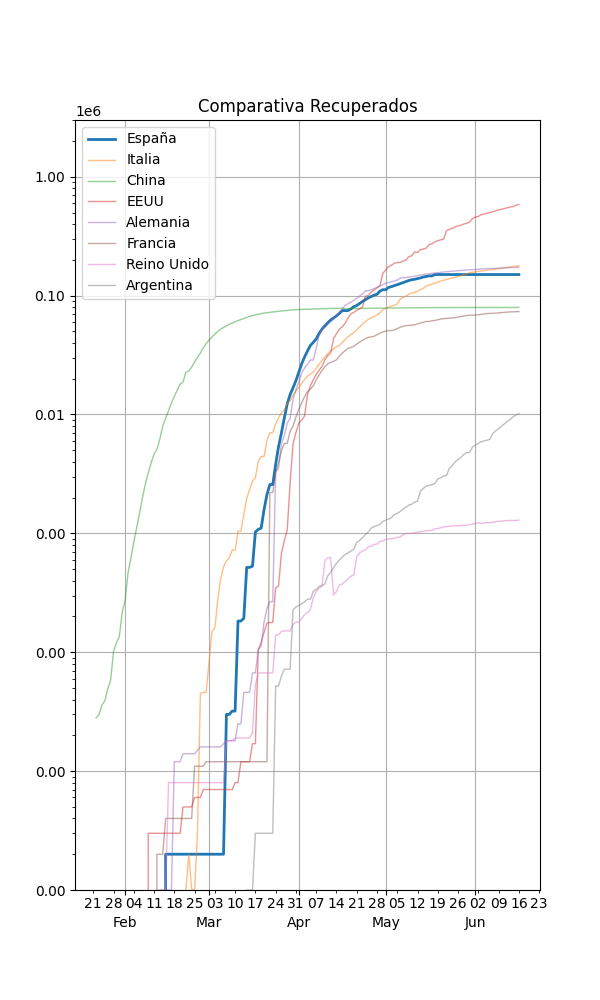 Comparativa Recuperados
1e6
España
Italia
China
EEUU
Alemania
Francia
Reino Unido
Argentina
1.00
0.10
0.01
0.00
0.00
0.00
0.00
21 28 04 11 18 25 03 10 17 24 31 07 14 21 28 05 12 19 26 02 09 16 23
Feb Mar Apr May Jun